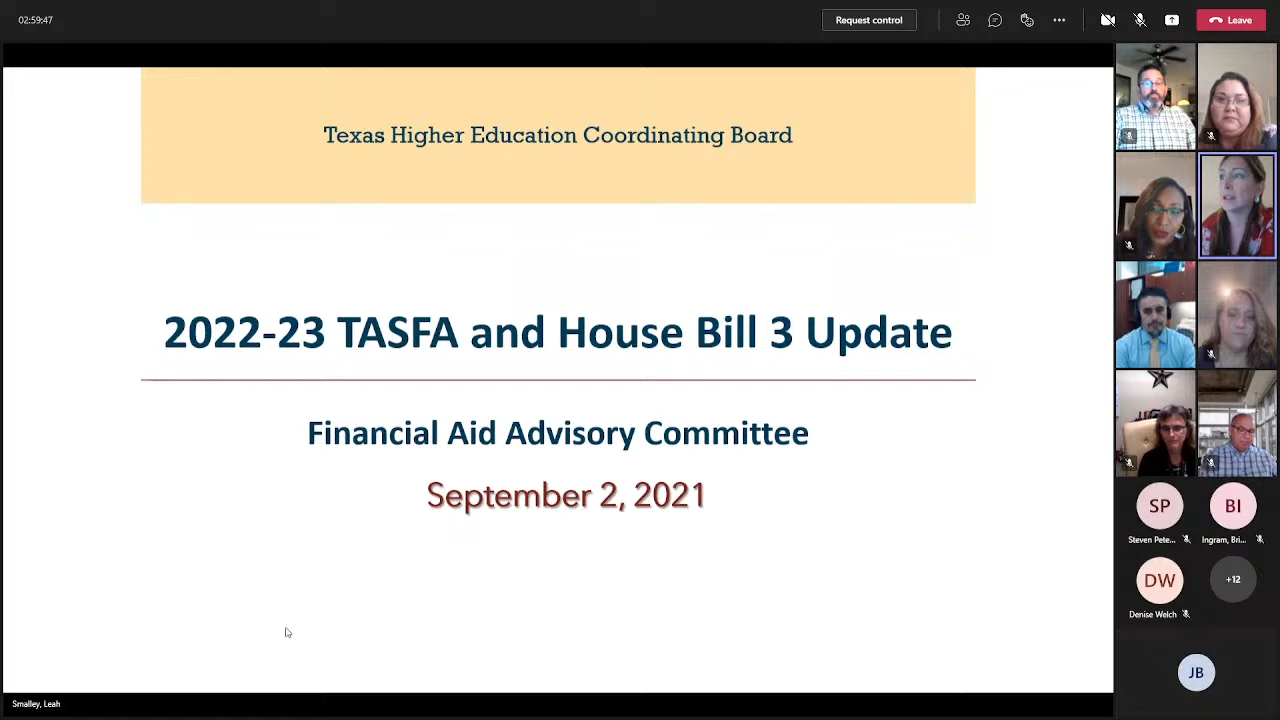 02:59:47
Request control
Leave
Texas Higher Education Coordinating Board
2022-23 TASFA and House Bill 3 Update
Financial Aid Advisory Committee
September 2, 2021
SP
BI
Steven Pete...
Ingram, Bri...
DW
+12
Denise Welch
JB
Smalley, Leah